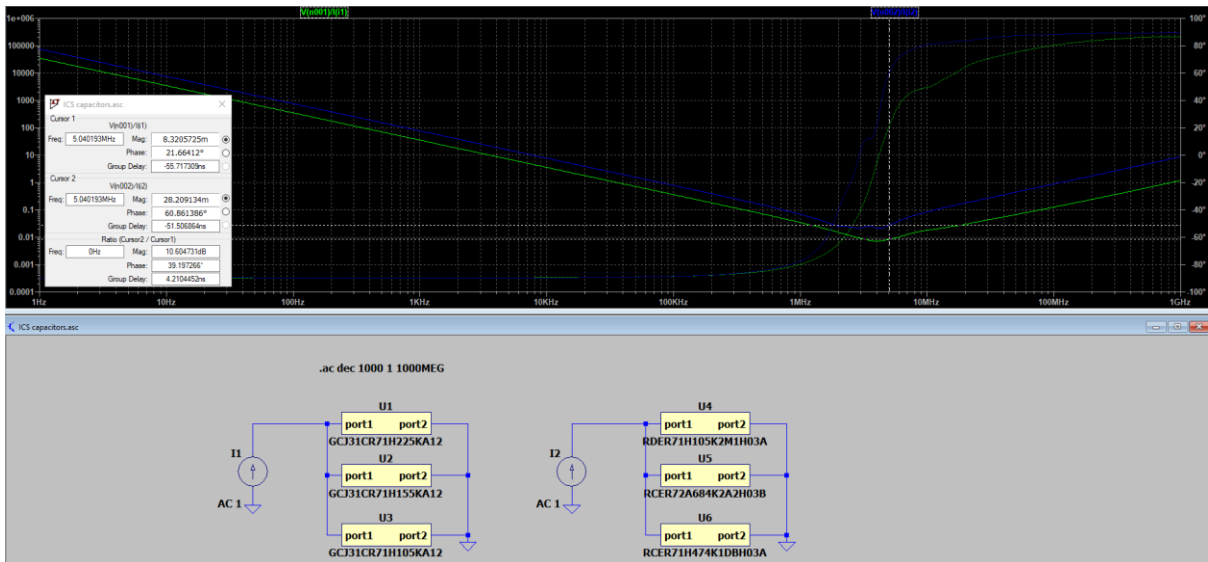 V(n001)/I(i1)
V(n002)/I(i2)
1e+006
100000
10000
1000
100
10
1
0.1
0.01
0.001
0.0001
100°
80°
60°
40°
20°
0°
-20°
-40°
-60°
-80°
-100°
1Hz
10Hz
100Hz
1KHz
10KHz
100KHz
1MHz
10MHz
100MHz
1GHz
ICS capacitors.asc
Cursor 1
V(n001)/I(i1)
Freq: 5.040193MHz Mag: 8.3205725m
Phase: 21.66412°
Group Delay: -55.717309ns
Cursor 2
V(n002)/I(i2)
Freq: 5.040193MHz Mag: 28.209134m
Phase: 60.861386°
Group Delay: -51.506864ns
Ratio (Cursor2 / Cursor1)
Freq: 0Hz Mag: 10.604731dB
Phase: 39.197266°
Group Delay: 4.2104452ns
ICS capacitors.asc
.ac dec 1000 1 1000MEG
I1
AC 1
U1
port1 port2
GCJ31CR71H225KA12
U2
port1 port2
GCJ31CR71H155KA12
U3
port1 port2
GCJ31CR71H105KA12
I2
AC 1
U4
port1 port2
RDER71H105K2M1H03A
U5
port1 port2
RCER72A684K2A2H03B
U6
port1 port2
RCER71H474K1DBH03A